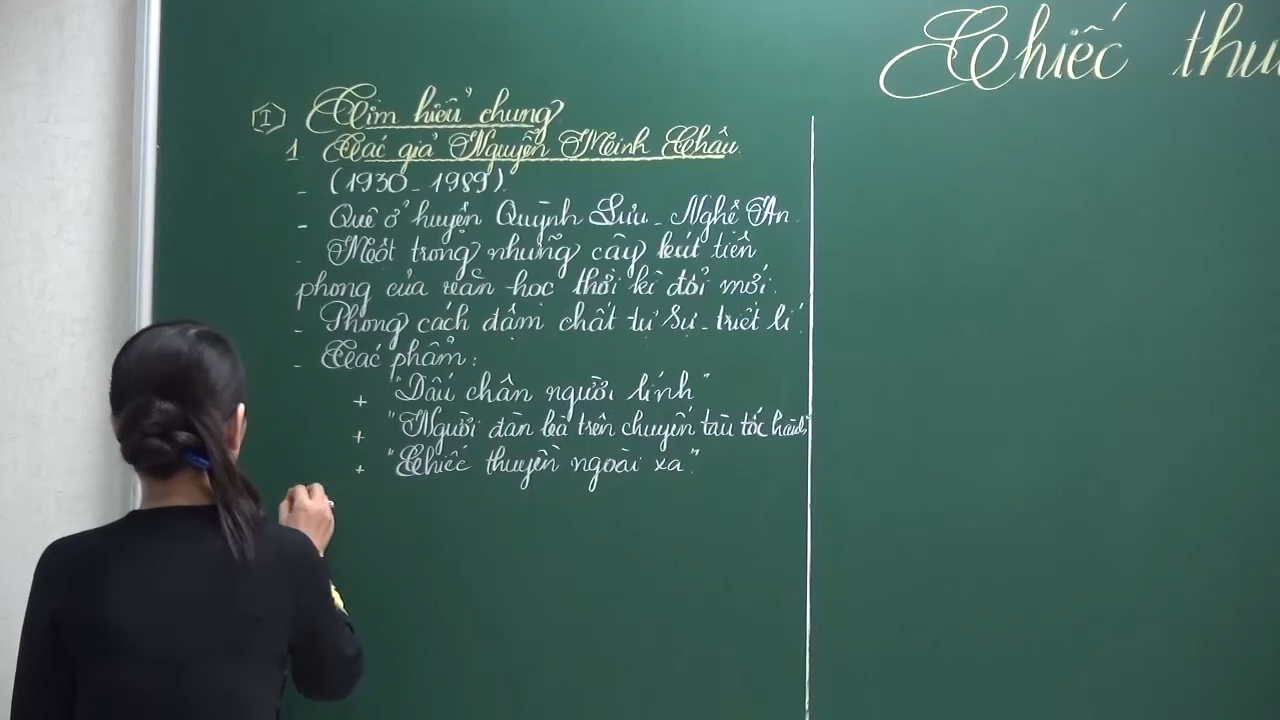 Chiếc thu
I Tìm hiểu chung
1 Tác giả Nguyễn Minh Châu.
- (1930-1989).
- Quê ở huyện Quỳnh Lưu - Nghệ An.
- Một trong những cây bút tiên
phong của văn học thời kì đổi mới.
- Phong cách đậm chất tự sự - triết lí.
- Tác phẩm:
+ "Dấu chân người lính"
+ "Người đàn bà trên chuyến tàu tốc hành"
+ "Chiếc thuyền ngoài xa".